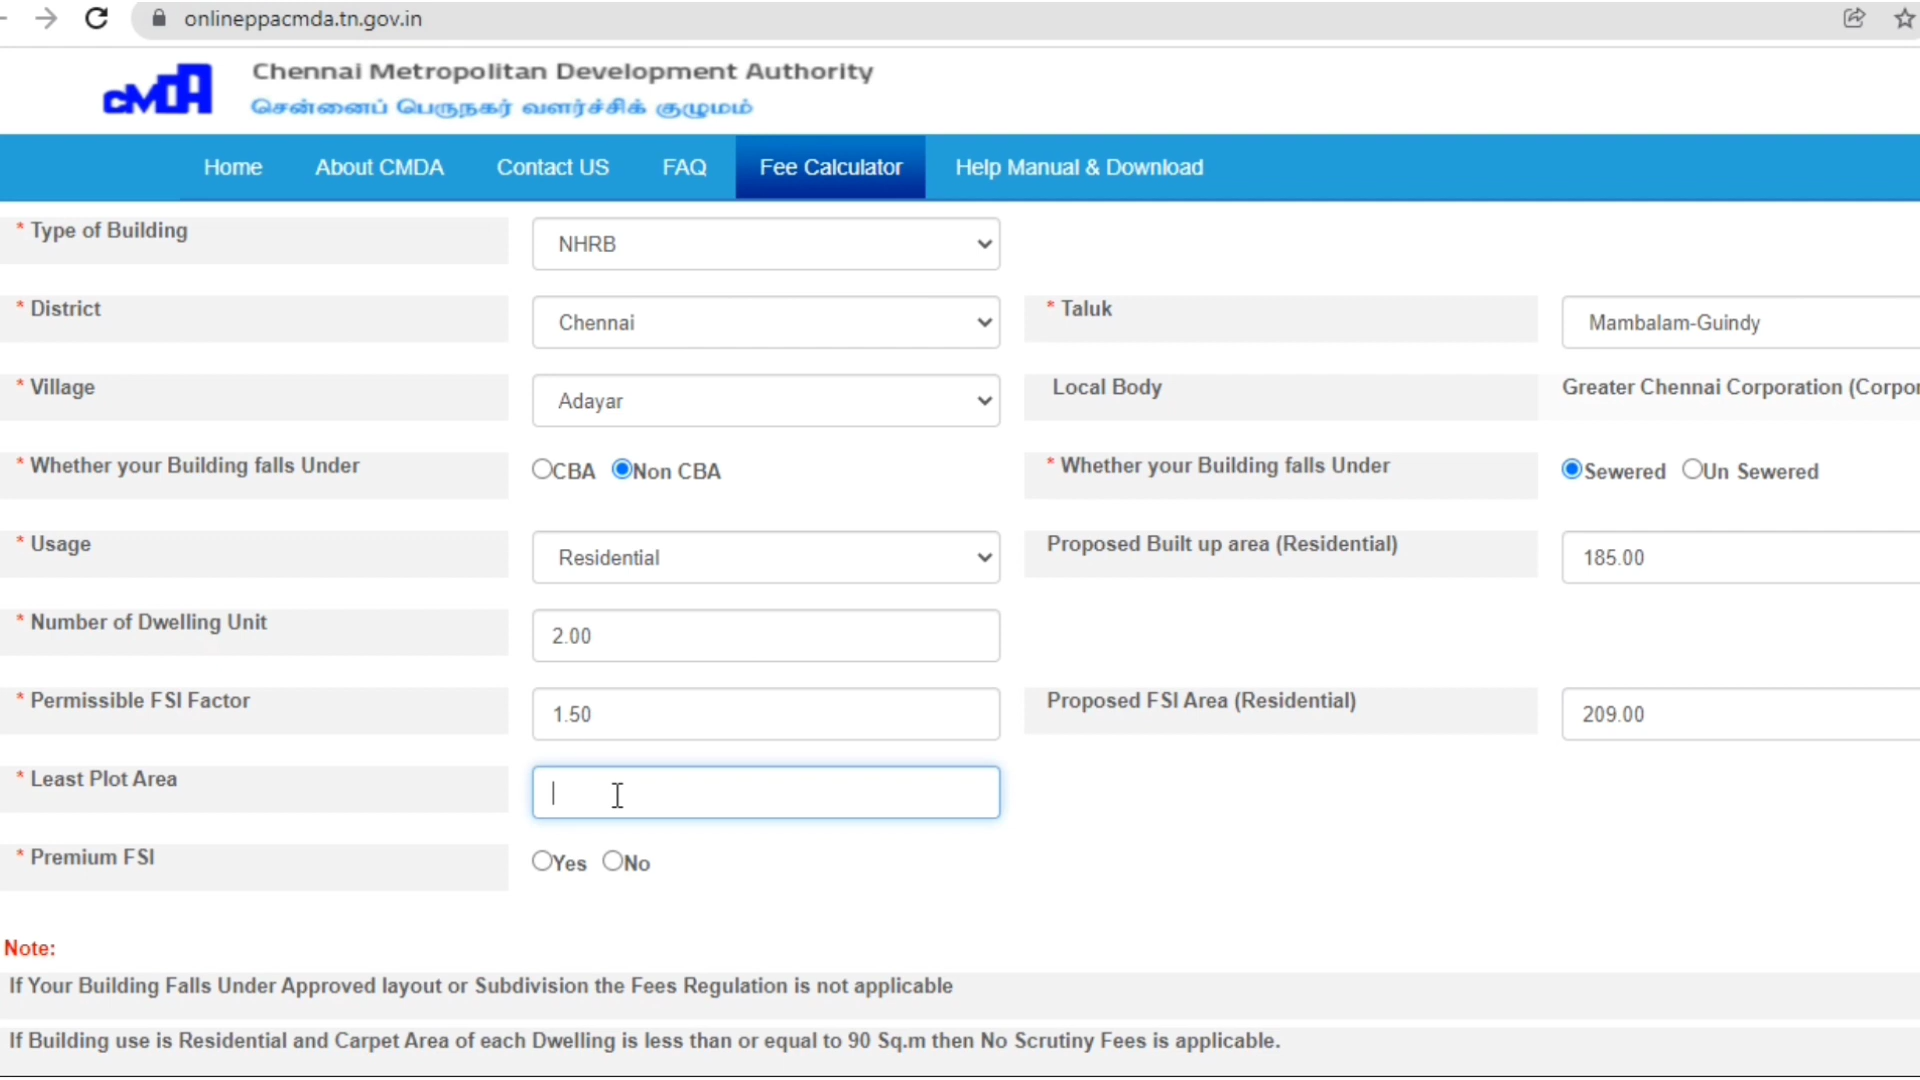 onlineppacmda.tn.gov.in
CMDA
Chennai Metropolitan Development Authority
சென்னைப் பெருநகர் வளர்ச்சிக் குழுமம்
Home About CMDA Contact US FAQ Fee Calculator Help Manual & Download
* Type of Building NHRB
* District Chennai * Taluk Mambalam-Guindy
* Village Adayar Local Body Greater Chennai Corporation (Corpor
* Whether your Building falls Under CBA Non CBA * Whether your Building falls Under Sewered Un Sewered
* Usage Residential Proposed Built up area (Residential) 185.00
* Number of Dwelling Unit 2.00
* Permissible FSI Factor 1.50 Proposed FSI Area (Residential) 209.00
* Least Plot Area
* Premium FSI Yes No
Note:
If Your Building Falls Under Approved layout or Subdivision the Fees Regulation is not applicable
If Building use is Residential and Carpet Area of each Dwelling is less than or equal to 90 Sq.m then No Scrutiny Fees is applicable.